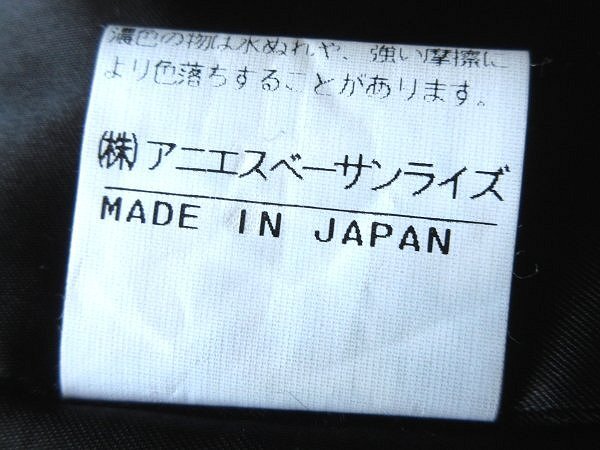 濃色の物は水ぬれや、強い摩擦に
より色落ちすることがあります。
㈱アニエスベーサンライズ
MADE IN JAPAN